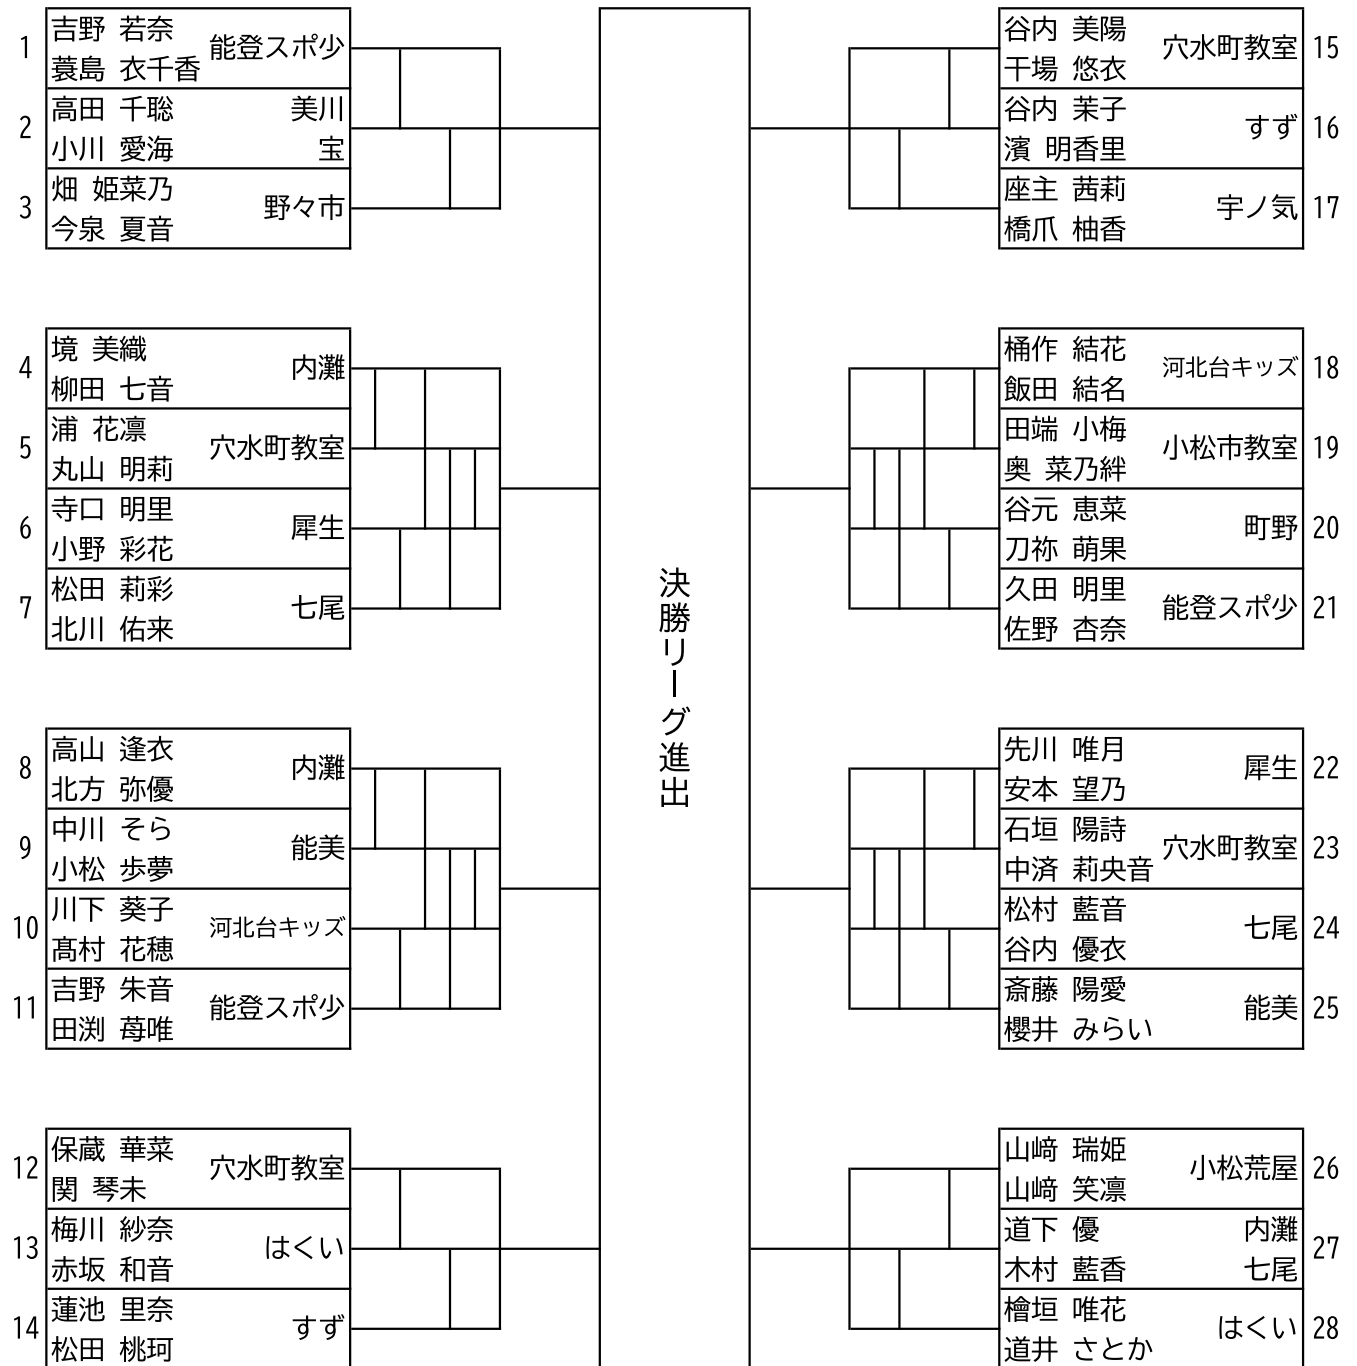 1 吉野 若奈 能登スポ少
蓑島 衣千香
2 高田 千聡 美川
小川 愛海 宝
3 畑 姫菜乃 野々市
今泉 夏音
4 境 美織 内灘
柳田 七音
5 浦 花凛 穴水町教室
丸山 明莉
6 寺口 明里 犀生
小野 彩花
7 松田 莉彩 七尾
北川 佑来
8 高山 逢衣 内灘
北方 弥優
9 中川 そら 能美
小松 歩夢
10 川下 葵子 河北台キッズ
髙村 花穂
11 吉野 朱音 能登スポ少
田渕 苺唯
12 保蔵 華菜 穴水町教室
関 琴未
13 梅川 紗奈 はくい
赤坂 和音
14 蓮池 里奈 すず
松田 桃珂
決勝リーグ進出
谷内 美陽 穴水町教室 15
干場 悠衣
谷内 茉子 すず 16
濱 明香里
座主 茜莉 宇ノ気 17
橋爪 柚香
桶作 結花 河北台キッズ 18
飯田 結名
田端 小梅 小松市教室 19
奥 菜乃絆
谷元 恵菜 町野 20
刀祢 萌果
久田 明里 能登スポ少 21
佐野 杏奈
先川 唯月 犀生 22
安本 望乃
石垣 陽詩 穴水町教室 23
中済 莉央音
松村 藍音 七尾 24
谷内 優衣
斎藤 陽愛 能美 25
櫻井 みらい
山﨑 瑞姫 小松荒屋 26
山﨑 笑凛
道下 優 内灘 27
木村 藍香 七尾
檜垣 唯花 はくい 28
道井 さとか